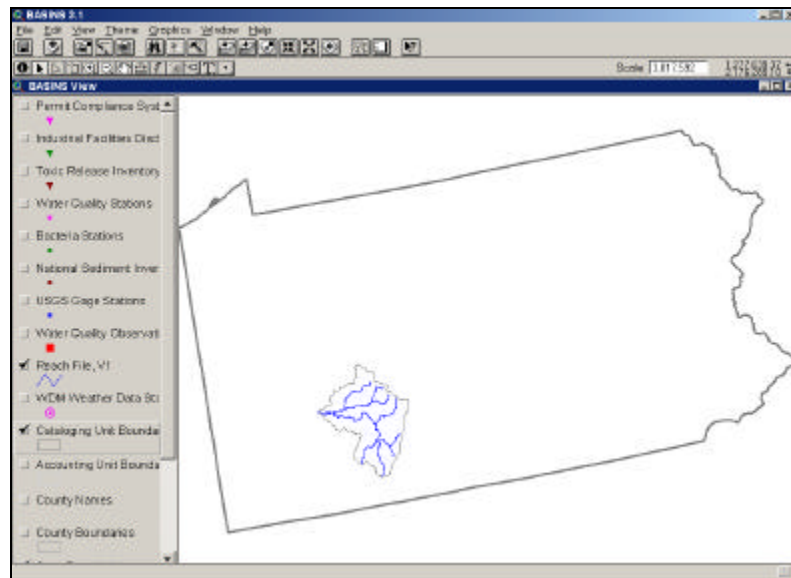 BASINS 3.1
File Edit View Theme Graphics Window Help
Scale
BASINS View
Permit Compliance Syst
Industrial Facilities Disch
Toxic Release Inventory
Water Quality Stations
Bacteria Stations
National Sediment Inver
USGS Gage Stations
Water Quality Observati
Reach File, V1
WDM Weather Data Sta
Cataloging Unit Bounda
Accounting Unit Bounda
County Names
County Boundaries